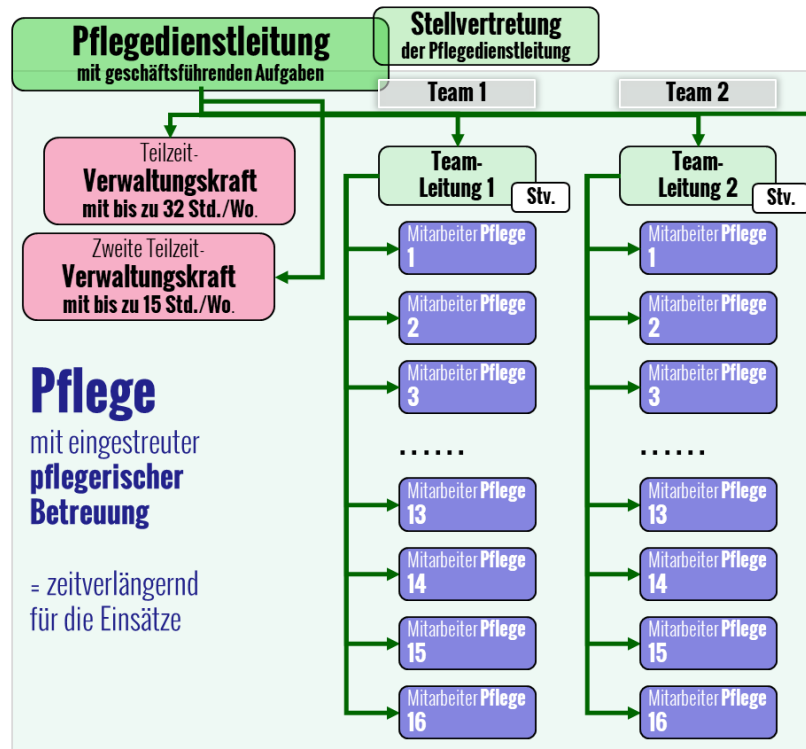 Pflegedienstleitung
mit geschäftsführenden Aufgaben
Stellvertretung
der Pflegedienstleitung
Teilzeit-
Verwaltungskraft
mit bis zu 32 Std./Wo.
Zweite Teilzeit-
Verwaltungskraft
mit bis zu 15 Std./Wo.
Pflege
mit eingestreuter
pflegerischer
Betreuung
= zeitverlängernd
für die Einsätze
Team 1
Team-
Leitung 1
Stv.
Mitarbeiter Pflege
1
Mitarbeiter Pflege
2
Mitarbeiter Pflege
3
......
Mitarbeiter Pflege
13
Mitarbeiter Pflege
14
Mitarbeiter Pflege
15
Mitarbeiter Pflege
16
Team 2
Team-
Leitung 2
Stv.
Mitarbeiter Pflege
1
Mitarbeiter Pflege
2
Mitarbeiter Pflege
3
......
Mitarbeiter Pflege
13
Mitarbeiter Pflege
14
Mitarbeiter Pflege
15
Mitarbeiter Pflege
16